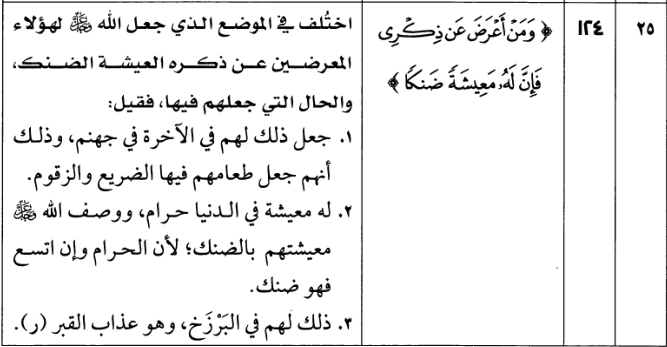 ٢٥
١٢٤
﴿ وَمَنْ أَعْرَضَ عَن ذِكْرِى
فَإِنَّ لَهُۥ مَعِيشَةً ضَنكًا ﴾
اختُلف في الموضع الذي جعل الله ﷻ لهؤلاء
المعرضين عن ذكره العيشة الضنك،
والحال التي جعلهم فيها، فقيل:
١. جعل ذلك لهم في الآخرة في جهنم، وذلك
أنهم جعل طعامهم فيها الضريع والزقوم.
٢. له معيشة في الدنيا حرام، ووصف الله ﷻ
معيشتهم بالضنك؛ لأن الحرام وإن اتسع
فهو ضنك.
٣. ذلك لهم في البَرْزَخ، وهو عذاب القبر (ر).